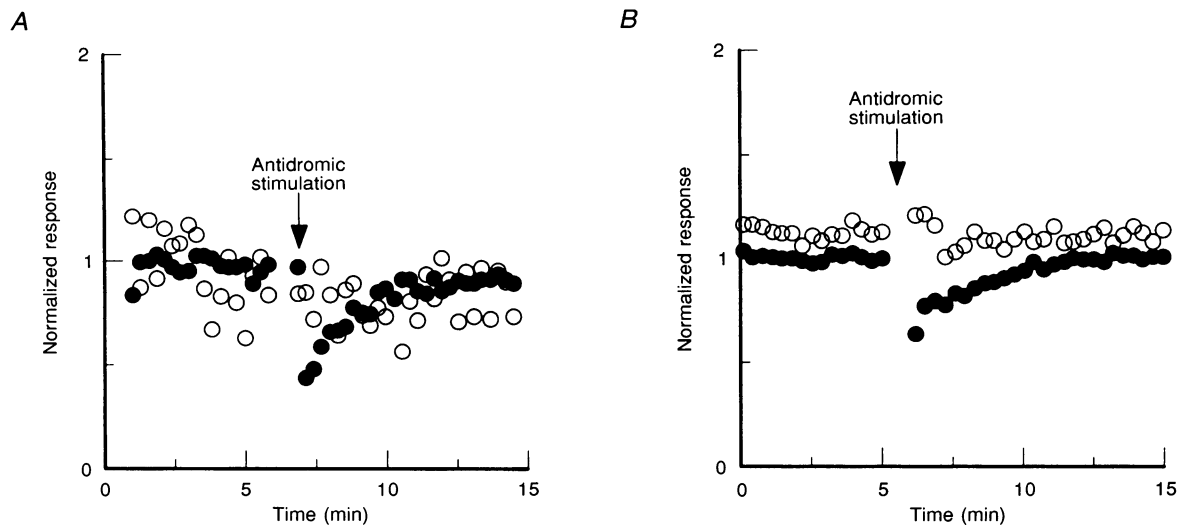 A
B
2
1
0
Normalized response
Antidromic
stimulation
0
5
10
15
Time (min)
2
1
0
Normalized response
Antidromic
stimulation
0
5
10
15
Time (min)